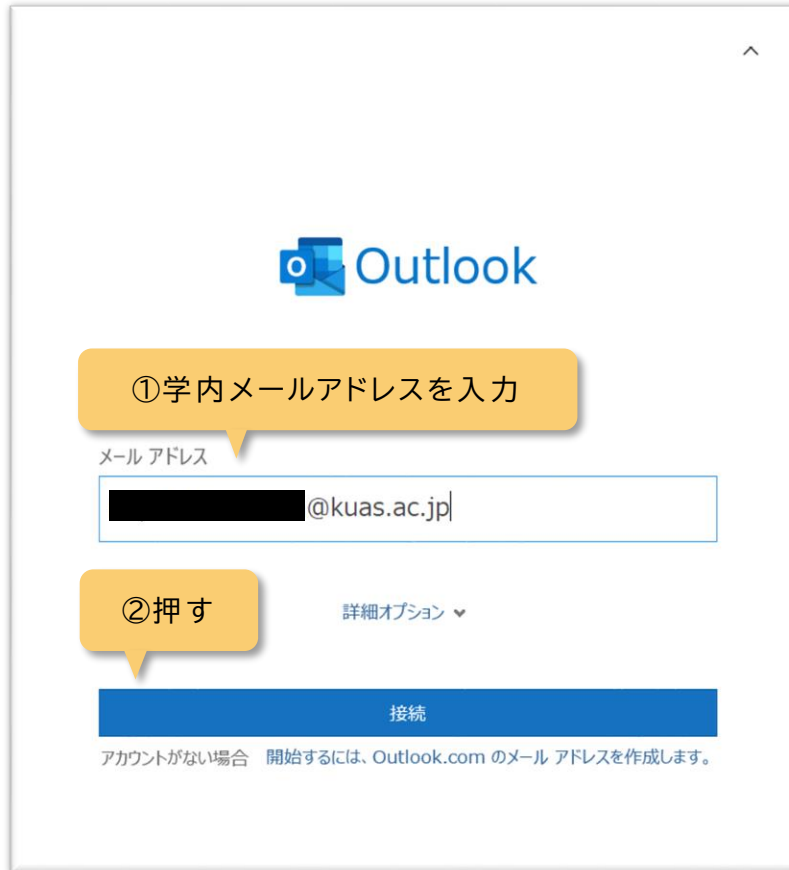 Outlook
①学内メールアドレスを入力
メール アドレス
@kuas.ac.jp
②押す
詳細オプション
接続
アカウントがない場合 開始するには、Outlook.com のメール アドレスを作成します。